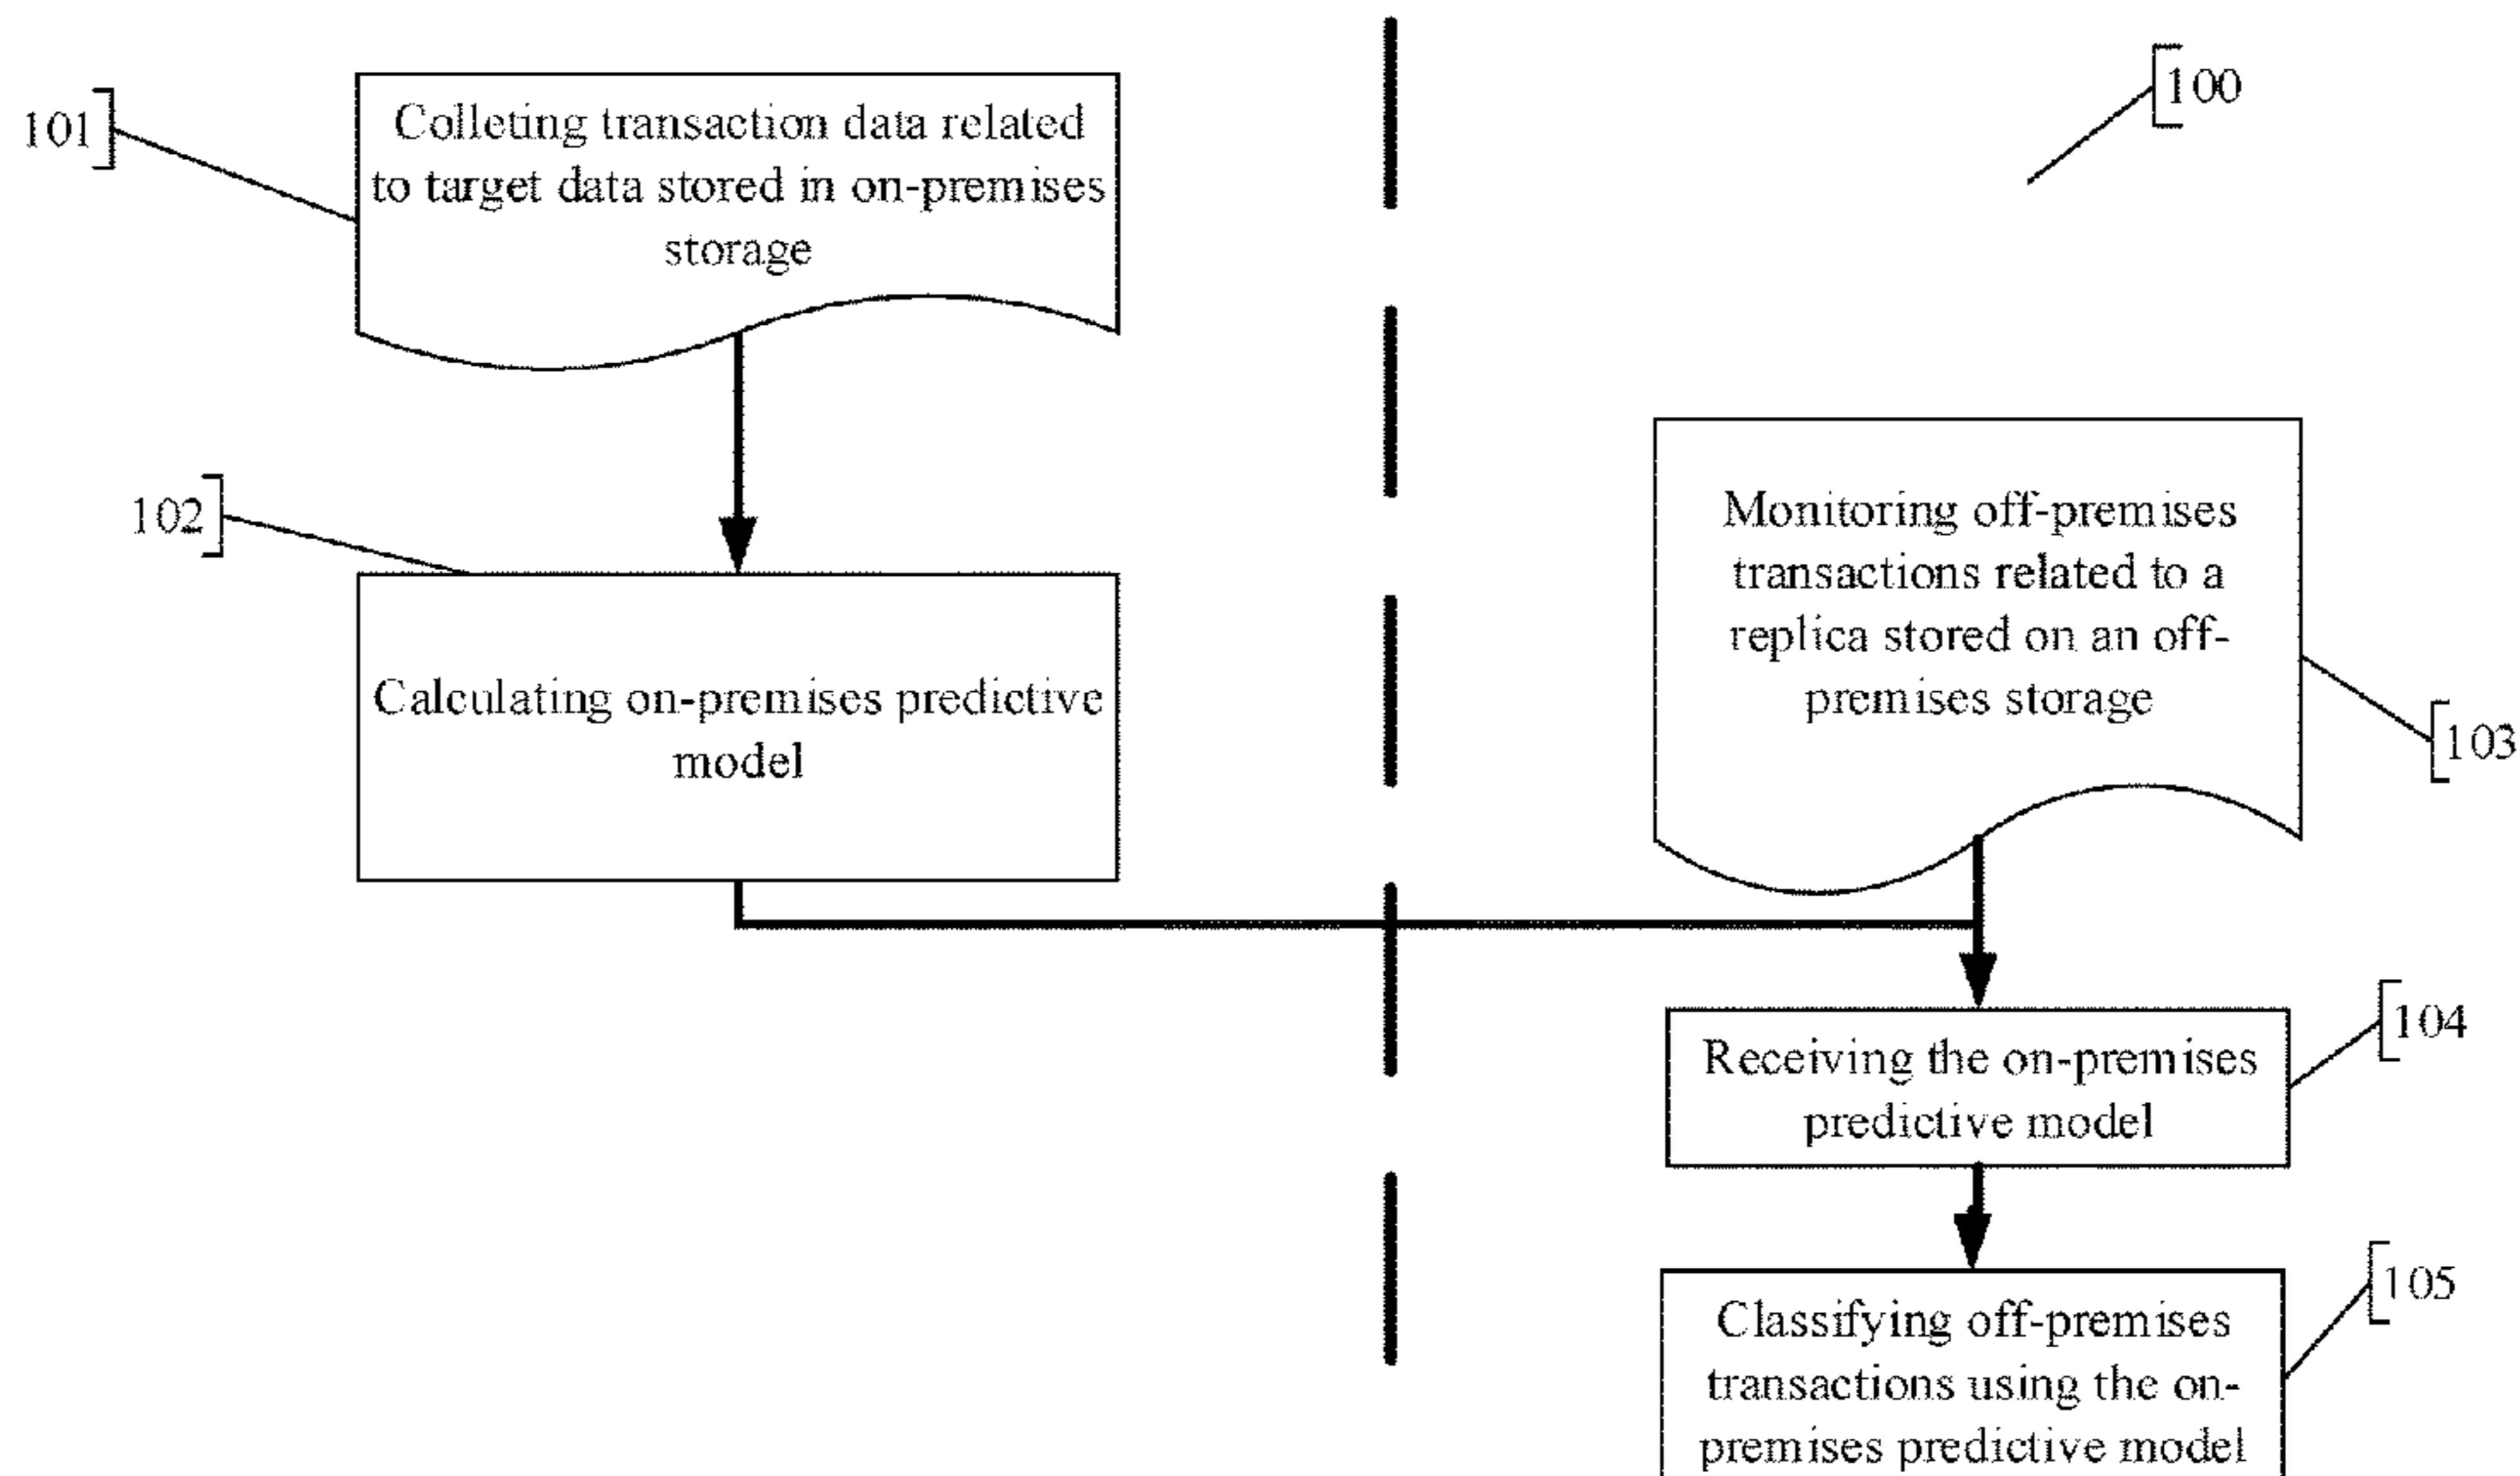 100
101
Colleting transaction data related
to target data stored in on-premises
storage
102
Calculating on-premises predictive
model
Monitoring off-premises
transactions related to a
replica stored on an off-
premises storage
103
Receiving the on-premises
predictive model
104
Classifying off-premises
transactions using the on-
premises predictive model
105